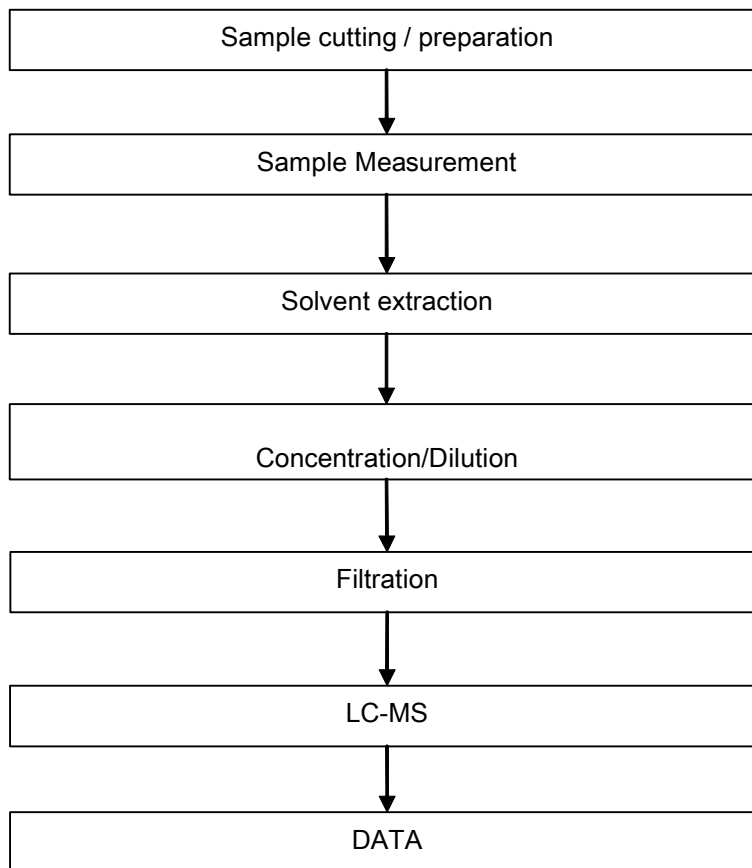 Sample cutting / preparation
Sample Measurement
Solvent extraction
Concentration/Dilution
Filtration
LC-MS
DATA